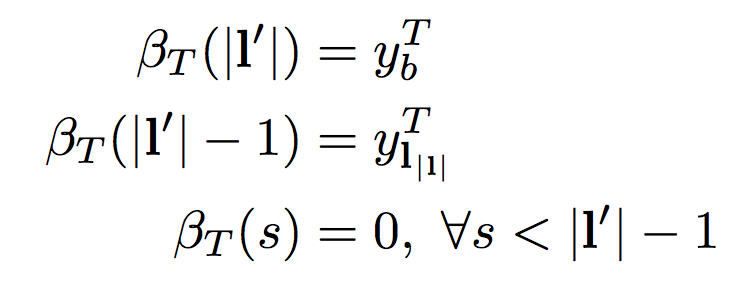 β_T(|𝐥′|) = y_b^T
β_T(|𝐥′| − 1) = y_{𝐥_{|𝐥|}}^T
β_T(s) = 0, ∀s < |𝐥′| − 1